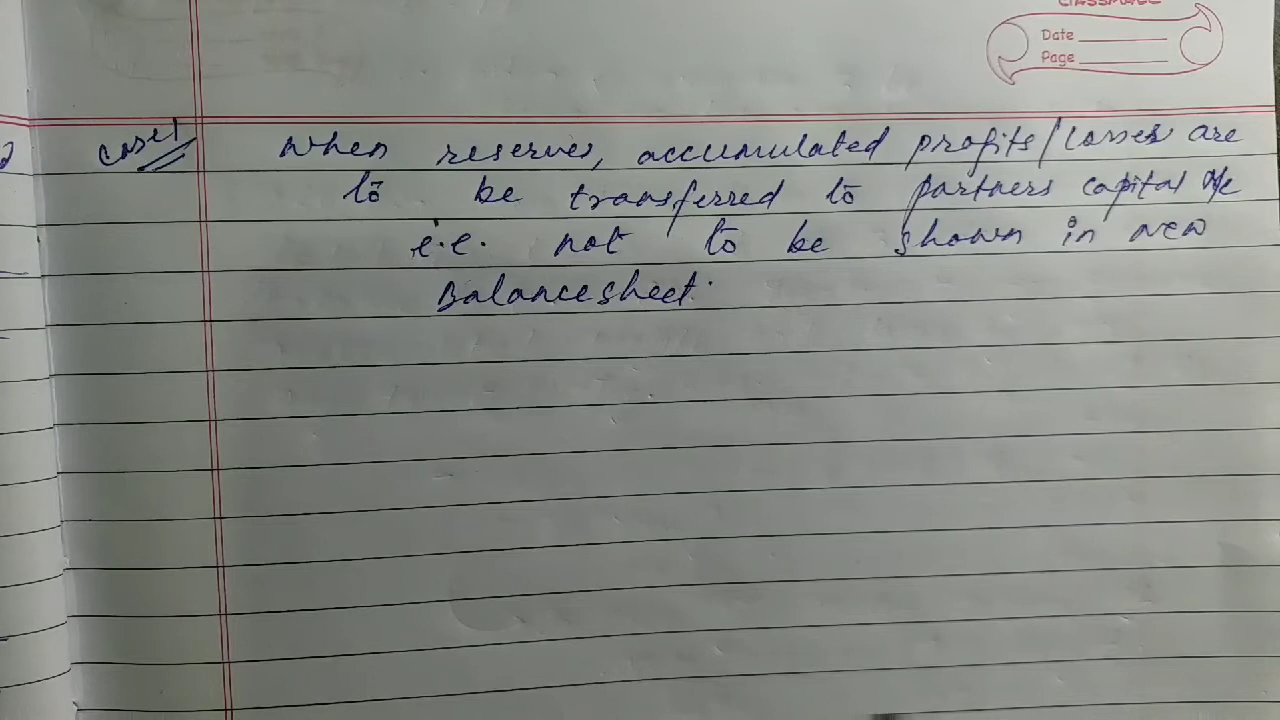 Date
Page
Case 1 When reserves, accumulated profits/losses are
to be transferred to partners capital A/c
i.e. not to be shown in new
Balancesheet.